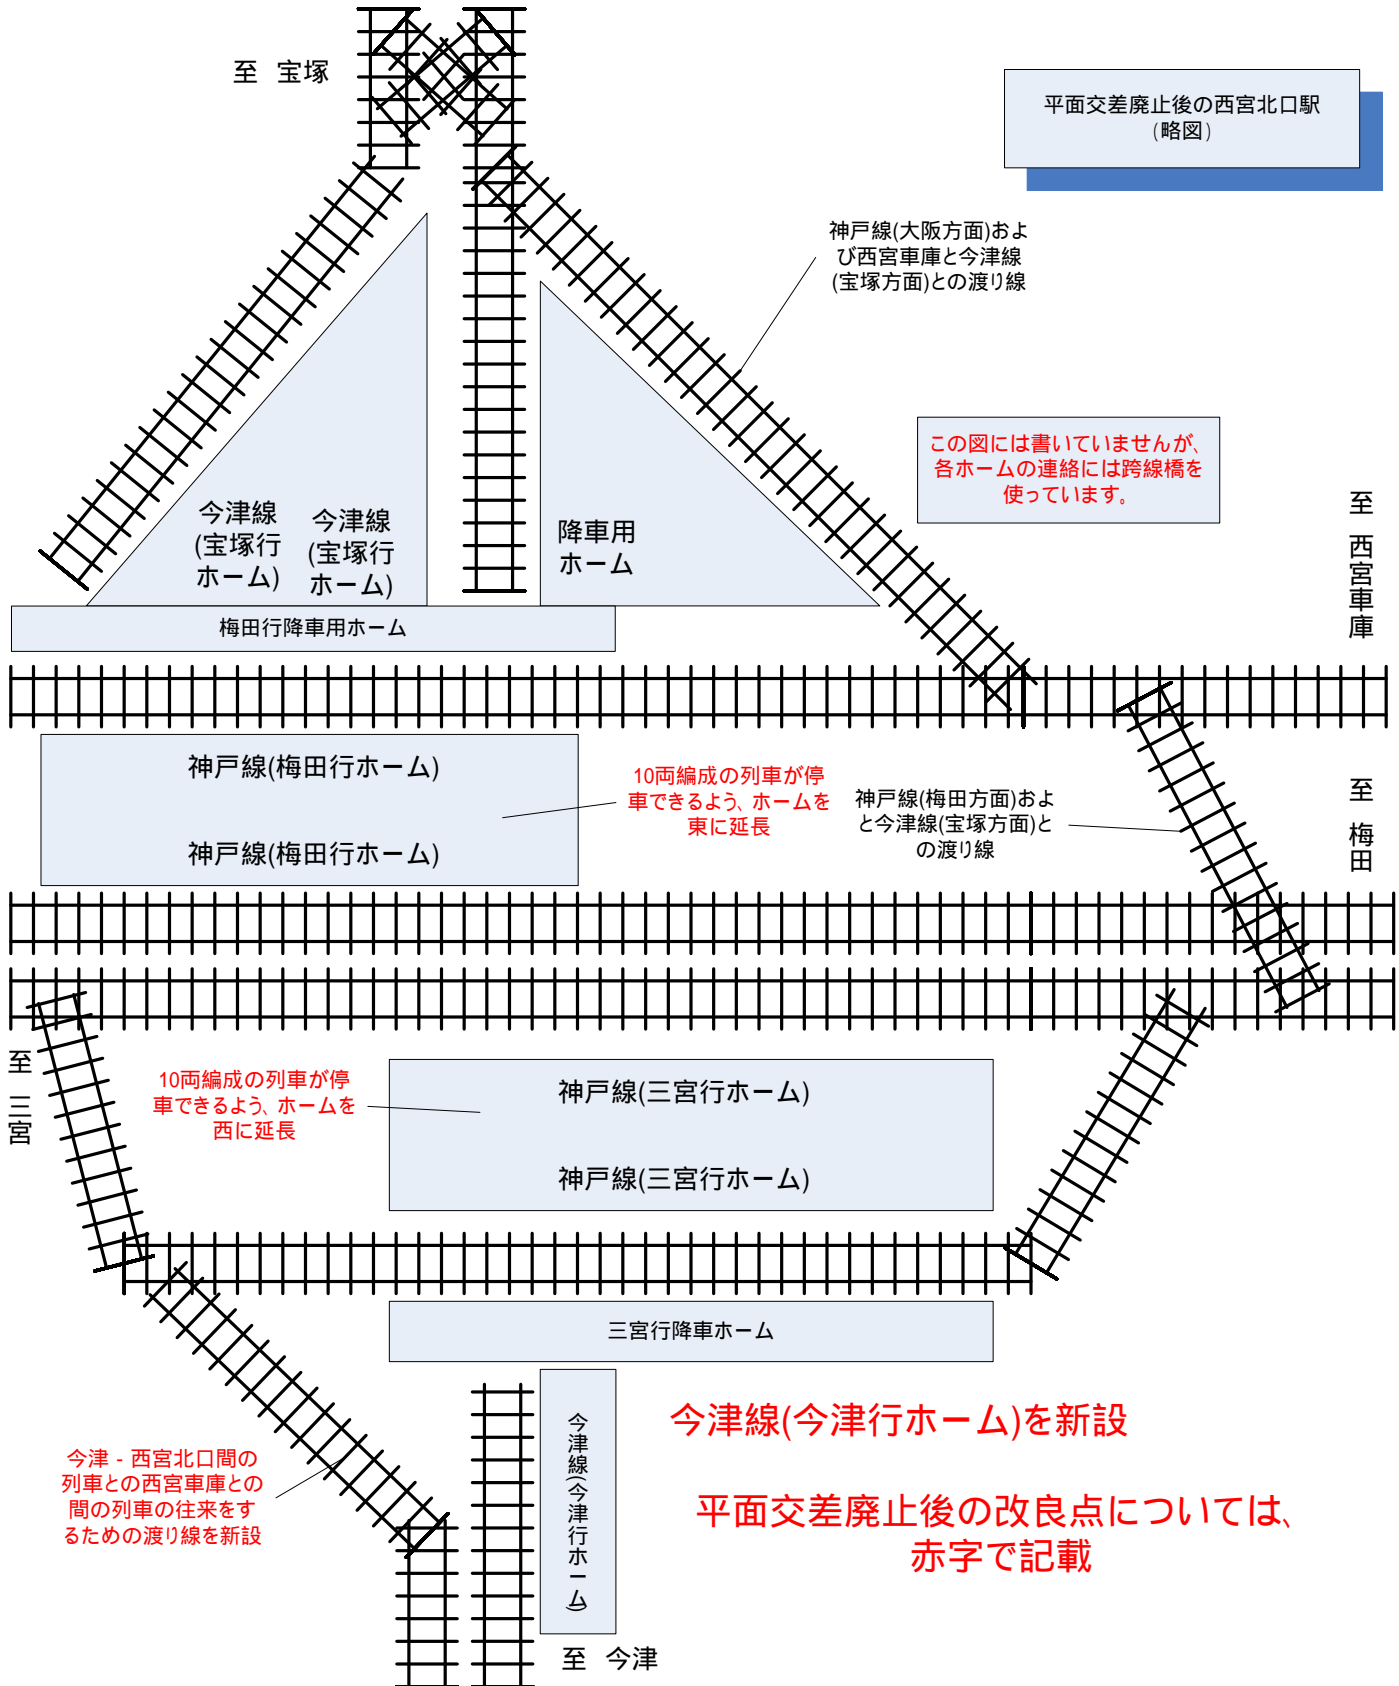 至 宝塚
平面交差廃止後の西宮北口駅
(略図)
神戸線(大阪方面)およ
び西宮車庫と今津線
(宝塚方面)との渡り線
この図には書いていませんが、
各ホームの連絡には跨線橋を
使っています。
至 西宮車庫
今津線
(宝塚行
ホーム)
今津線
(宝塚行
ホーム)
降車用
ホーム
梅田行降車用ホーム
神戸線(梅田行ホーム)
神戸線(梅田行ホーム)
10両編成の列車が停
車できるよう、ホームを
東に延長
神戸線(梅田方面)およ
と今津線(宝塚方面)と
の渡り線
至 梅田
至 三宮
10両編成の列車が停
車できるよう、ホームを
西に延長
神戸線(三宮行ホーム)
神戸線(三宮行ホーム)
三宮行降車ホーム
今津線(今津行ホーム)
今津線(今津行ホーム)を新設
今津 - 西宮北口間の
列車との西宮車庫との
間の列車の往来をす
るための渡り線を新設
平面交差廃止後の改良点については、
赤字で記載
至 今津